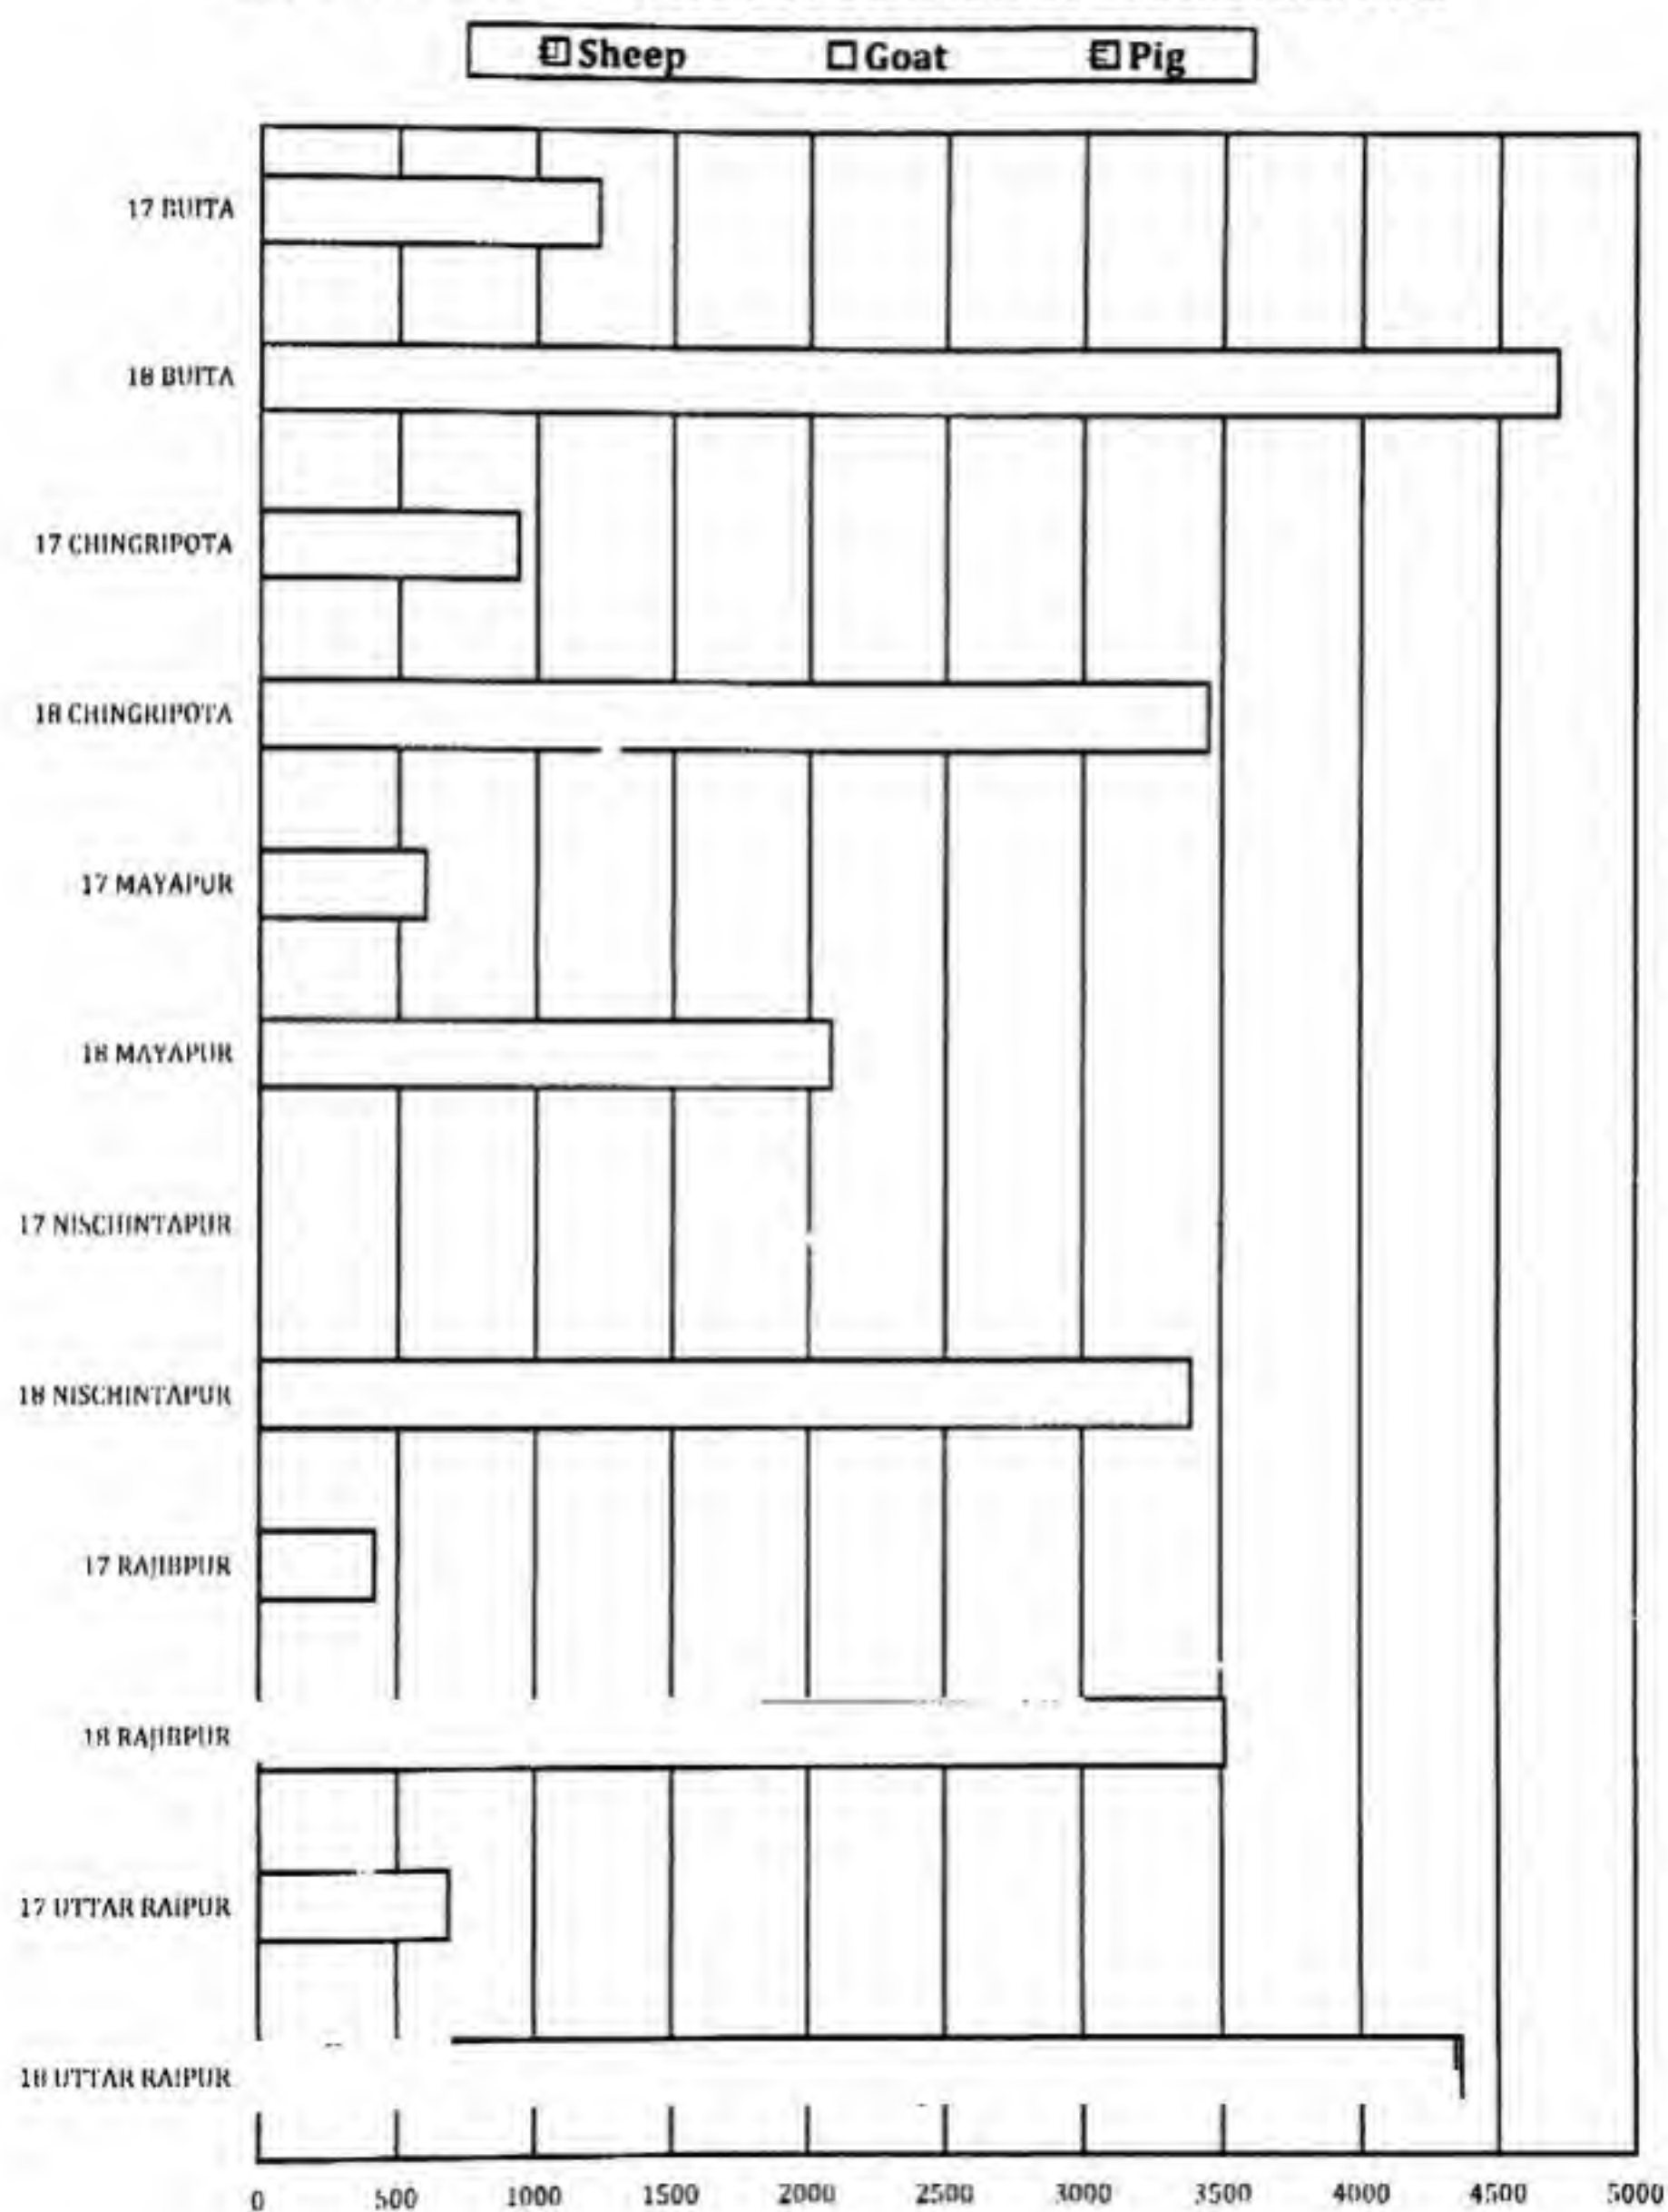 Sheep Goat Pig
17 BUITA
18 BUITA
17 CHINGRIPOTA
18 CHINGRIPOTA
17 MAYAPUR
18 MAYAPUR
17 NISCHINTAPUR
18 NISCHINTAPUR
17 RAJIBPUR
18 RAJIBPUR
17 UTTAR RAIPUR
18 UTTAR RAIPUR
0 500 1000 1500 2000 2500 3000 3500 4000 4500 5000